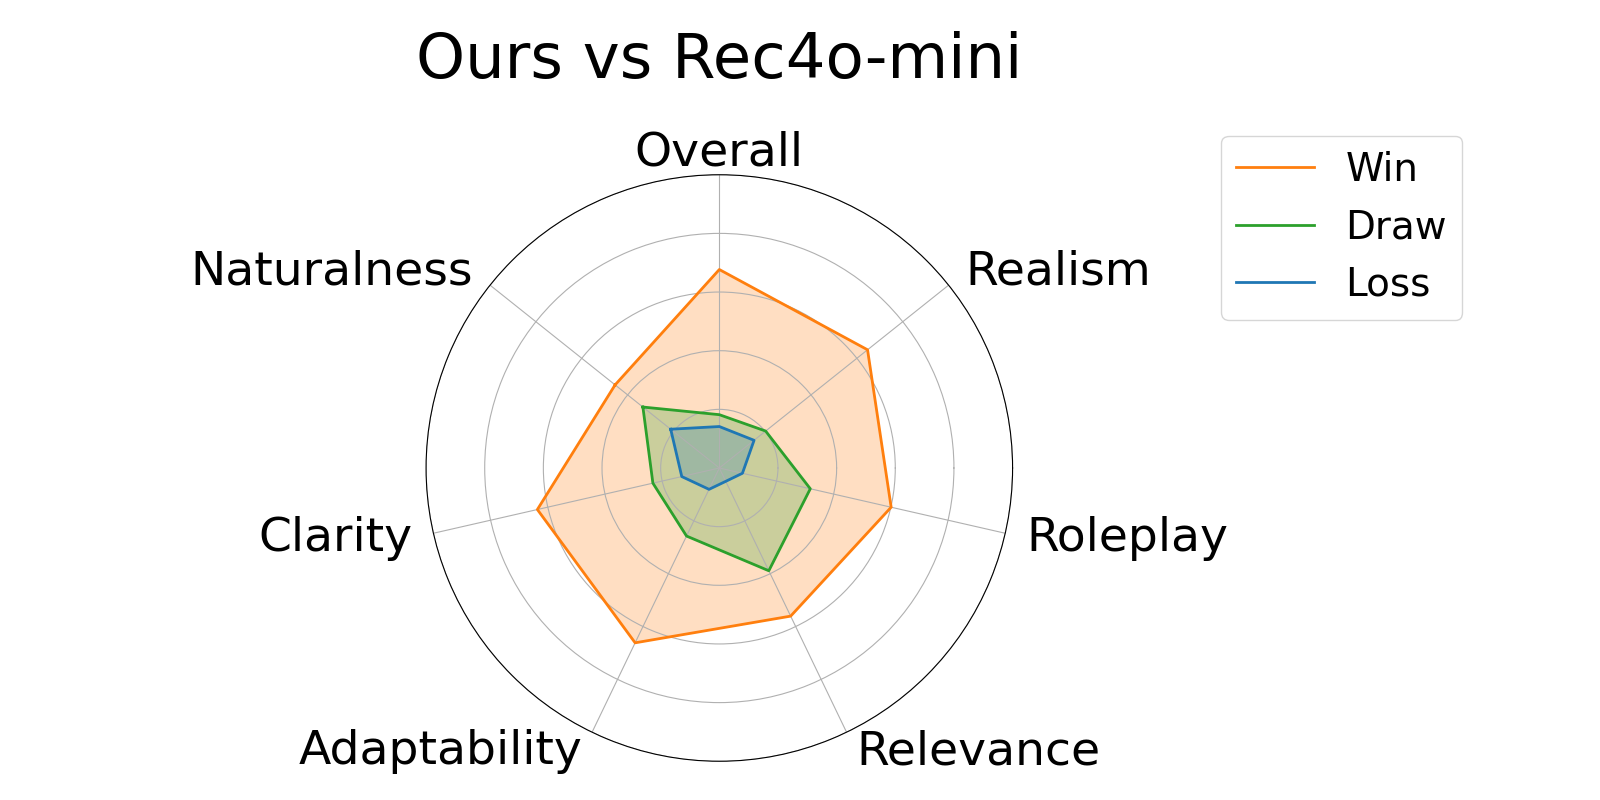 Ours vs Rec4o-mini
Overall
Win
Draw
Loss
Naturalness
Realism
Clarity
Roleplay
Adaptability
Relevance